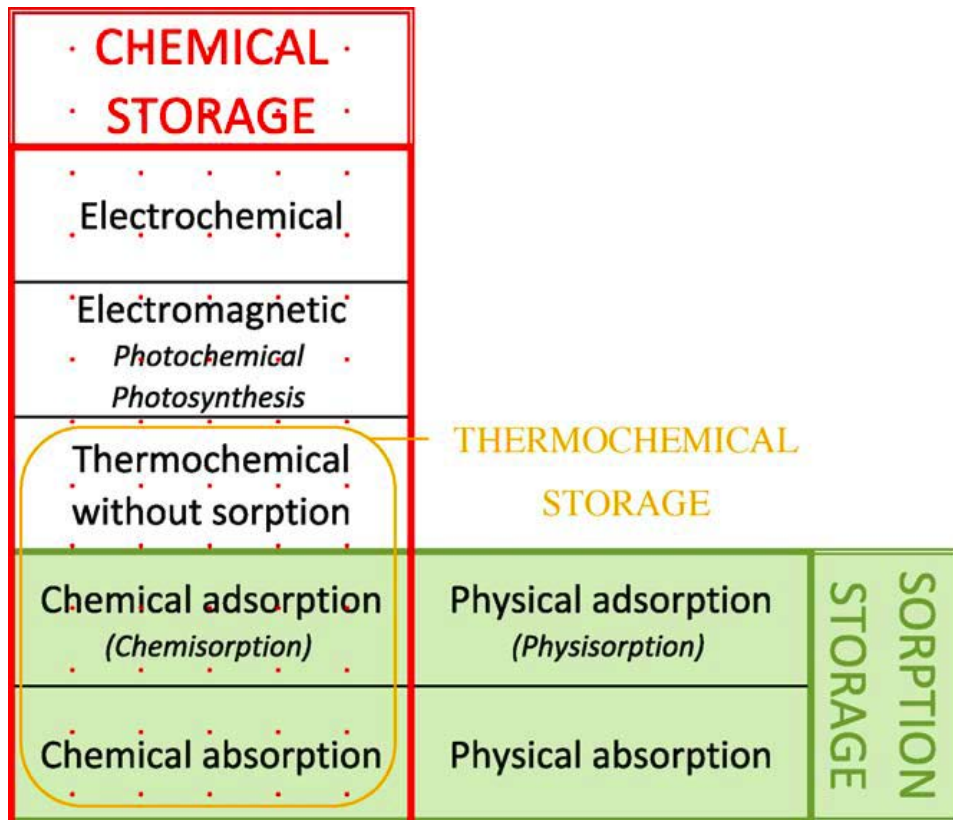 CHEMICAL
STORAGE
Electrochemical
Electromagnetic
Photochemical
Photosynthesis
Thermochemical
without sorption
THERMOCHEMICAL
STORAGE
Chemical adsorption
(Chemisorption)
Physical adsorption
(Physisorption)
Chemical absorption
Physical absorption
SORPTION
STORAGE